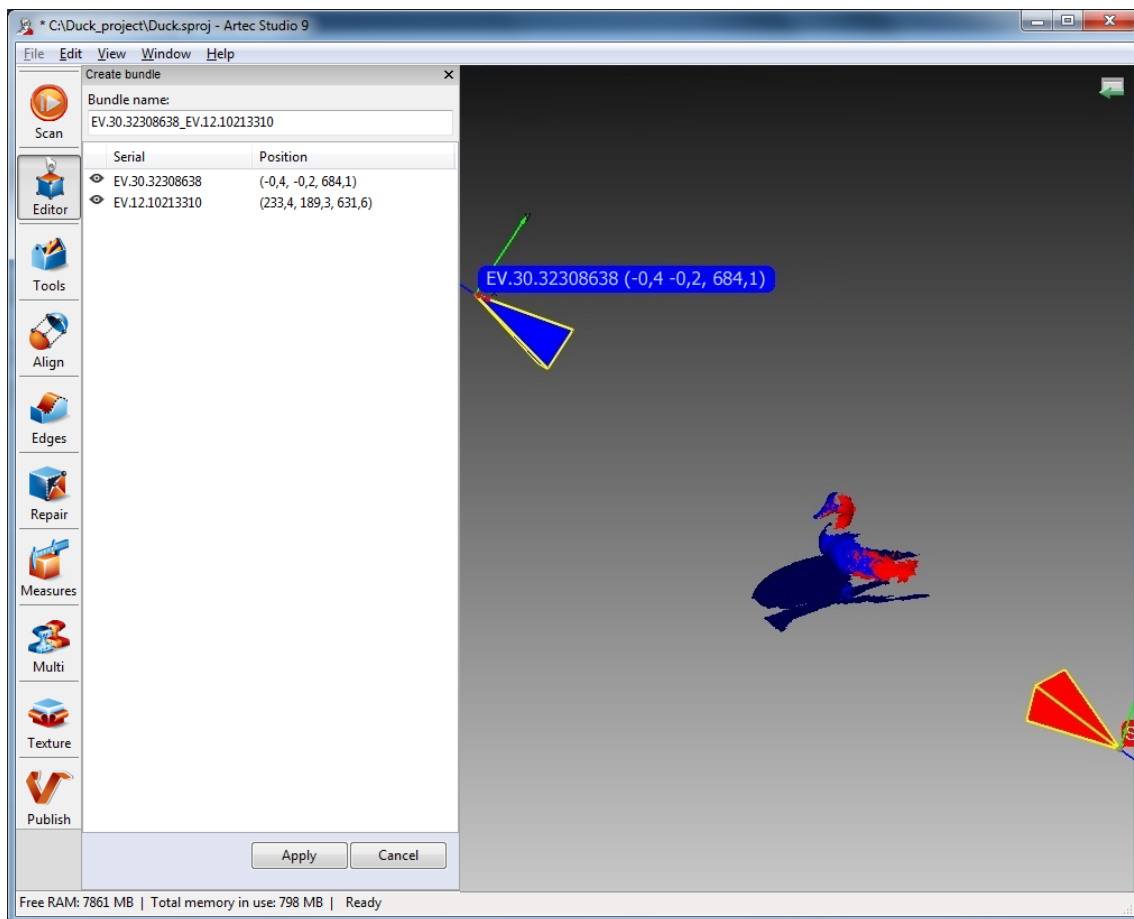 * C:\Duck_project\Duck.sproj - Artec Studio 9
File Edit View Window Help
Create bundle
Bundle name:
EV.30.32308638_EV.12.10213310
Serial Position
EV.30.32308638 (-0,4, -0,2, 684,1)
EV.12.10213310 (233,4, 189,3, 631,6)
Scan
Editor
Tools
Align
Edges
Repair
Measures
Multi
Texture
Publish
EV.30.32308638 (-0,4 -0,2, 684,1)
S
Apply Cancel
Free RAM: 7861 MB | Total memory in use: 798 MB | Ready